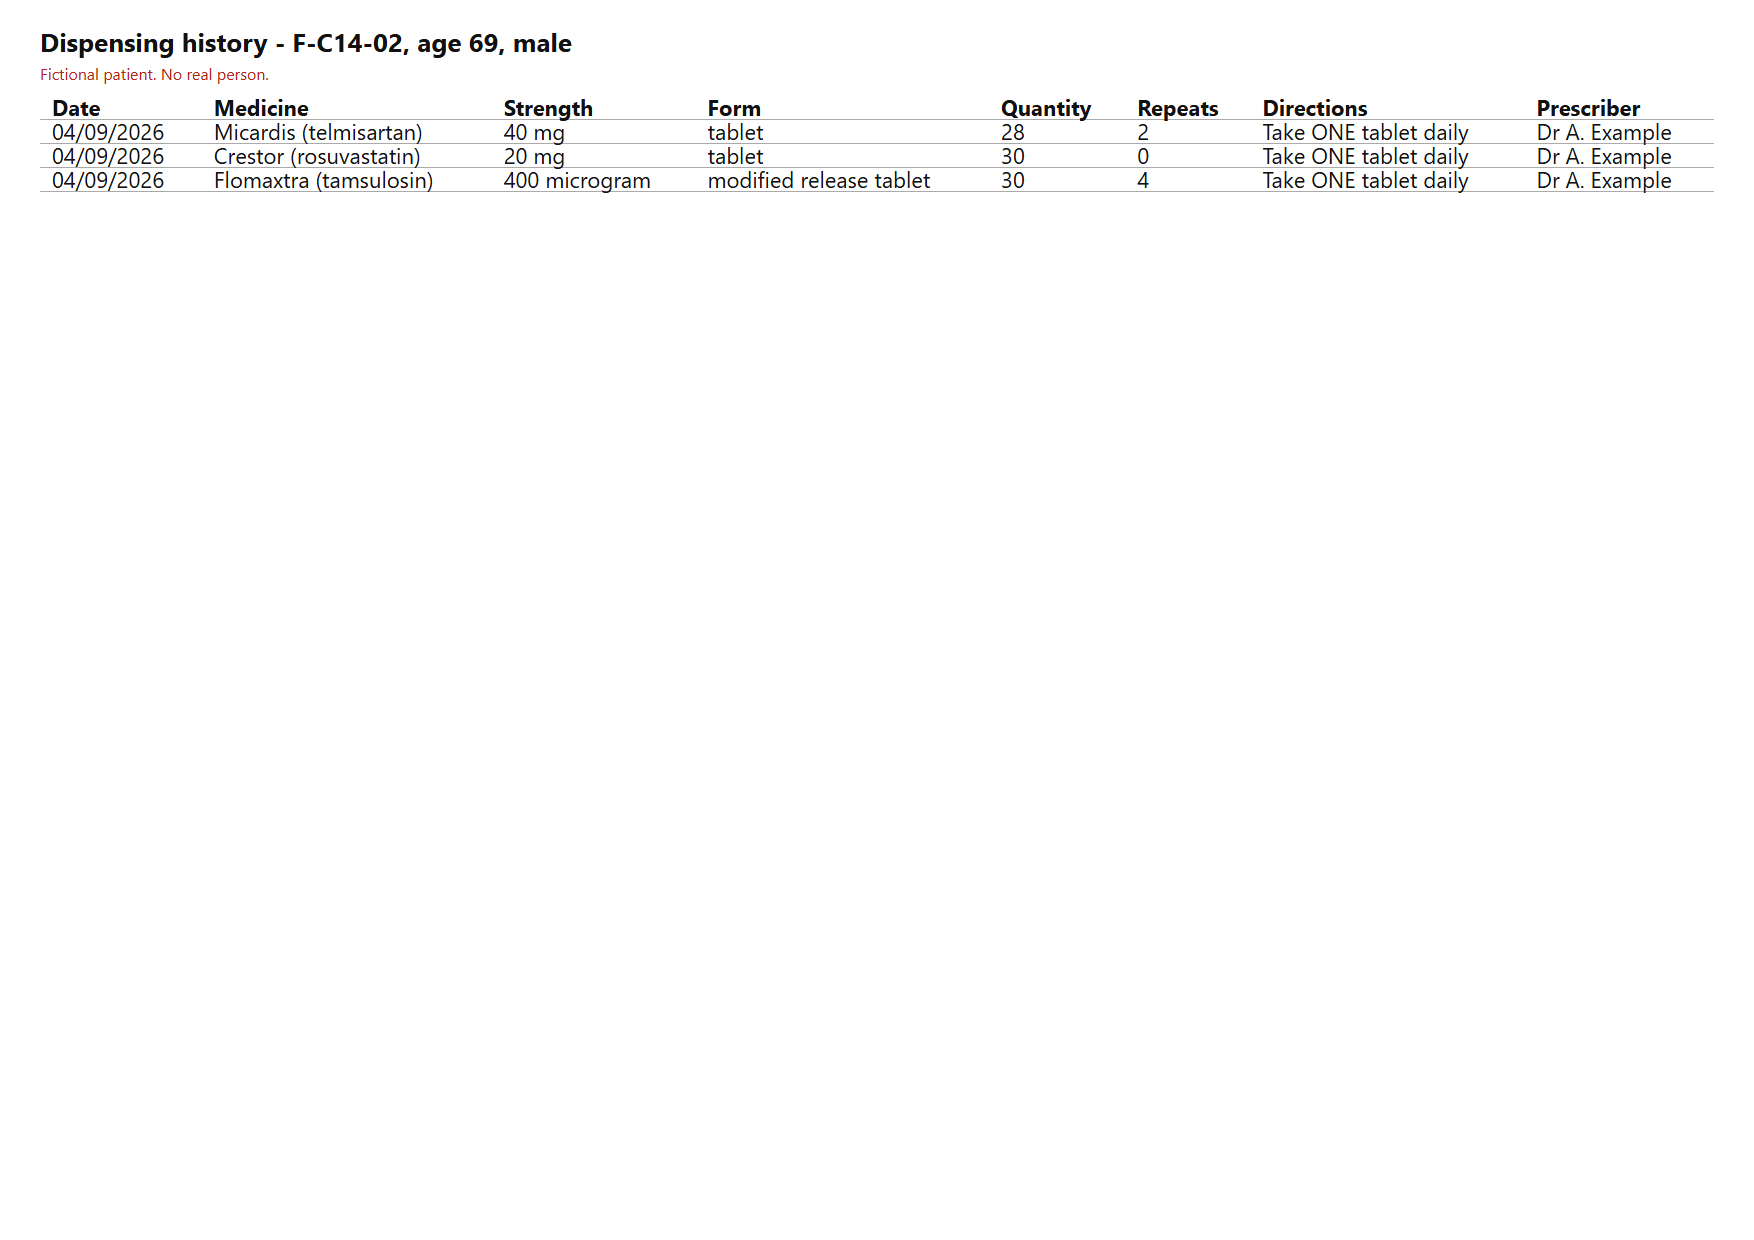 Dispensing history - F-C14-02, age 69, male
Fictional patient. No real person.
Date Medicine Strength Form Quantity Repeats Directions Prescriber
04/09/2026 Micardis (telmisartan) 40 mg tablet 28 2 Take ONE tablet daily Dr A. Example
04/09/2026 Crestor (rosuvastatin) 20 mg tablet 30 0 Take ONE tablet daily Dr A. Example
04/09/2026 Flomaxtra (tamsulosin) 400 microgram modified release tablet 30 4 Take ONE tablet daily Dr A. Example